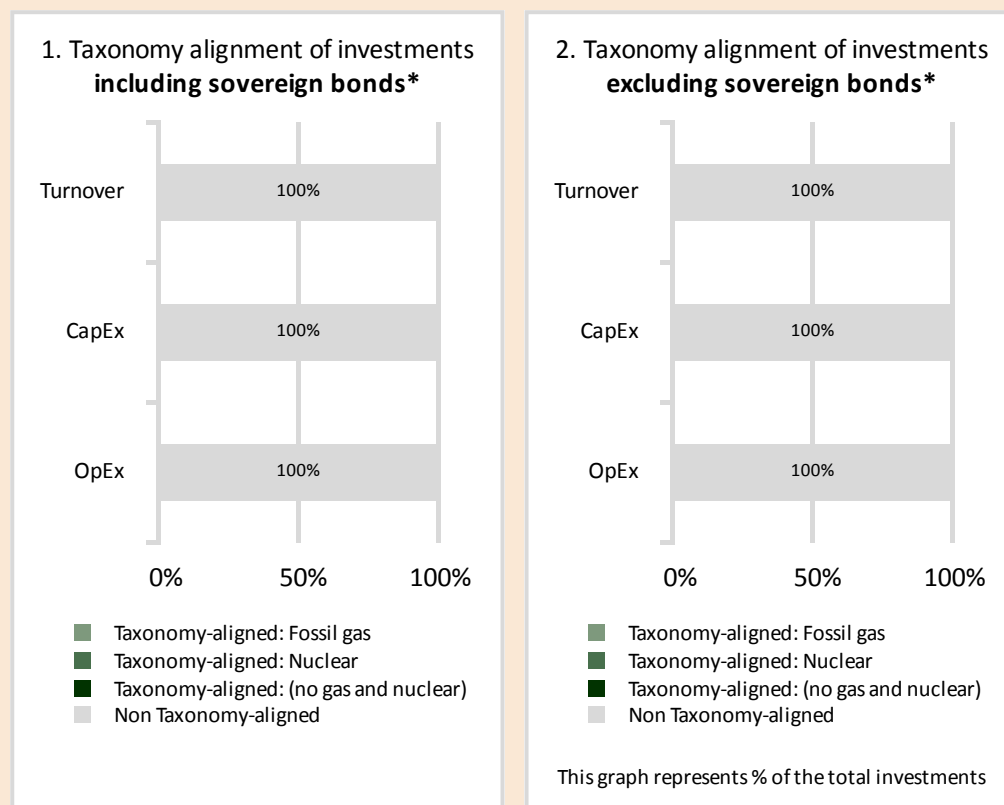 1. Taxonomy alignment of investments
including sovereign bonds*
Turnover
100%
CapEx
100%
OpEx
100%
0% 50% 100%
Taxonomy-aligned: Fossil gas
Taxonomy-aligned: Nuclear
Taxonomy-aligned: (no gas and nuclear)
Non Taxonomy-aligned
2. Taxonomy alignment of investments
excluding sovereign bonds*
Turnover
100%
CapEx
100%
OpEx
100%
0% 50% 100%
Taxonomy-aligned: Fossil gas
Taxonomy-aligned: Nuclear
Taxonomy-aligned: (no gas and nuclear)
Non Taxonomy-aligned
This graph represents % of the total investments